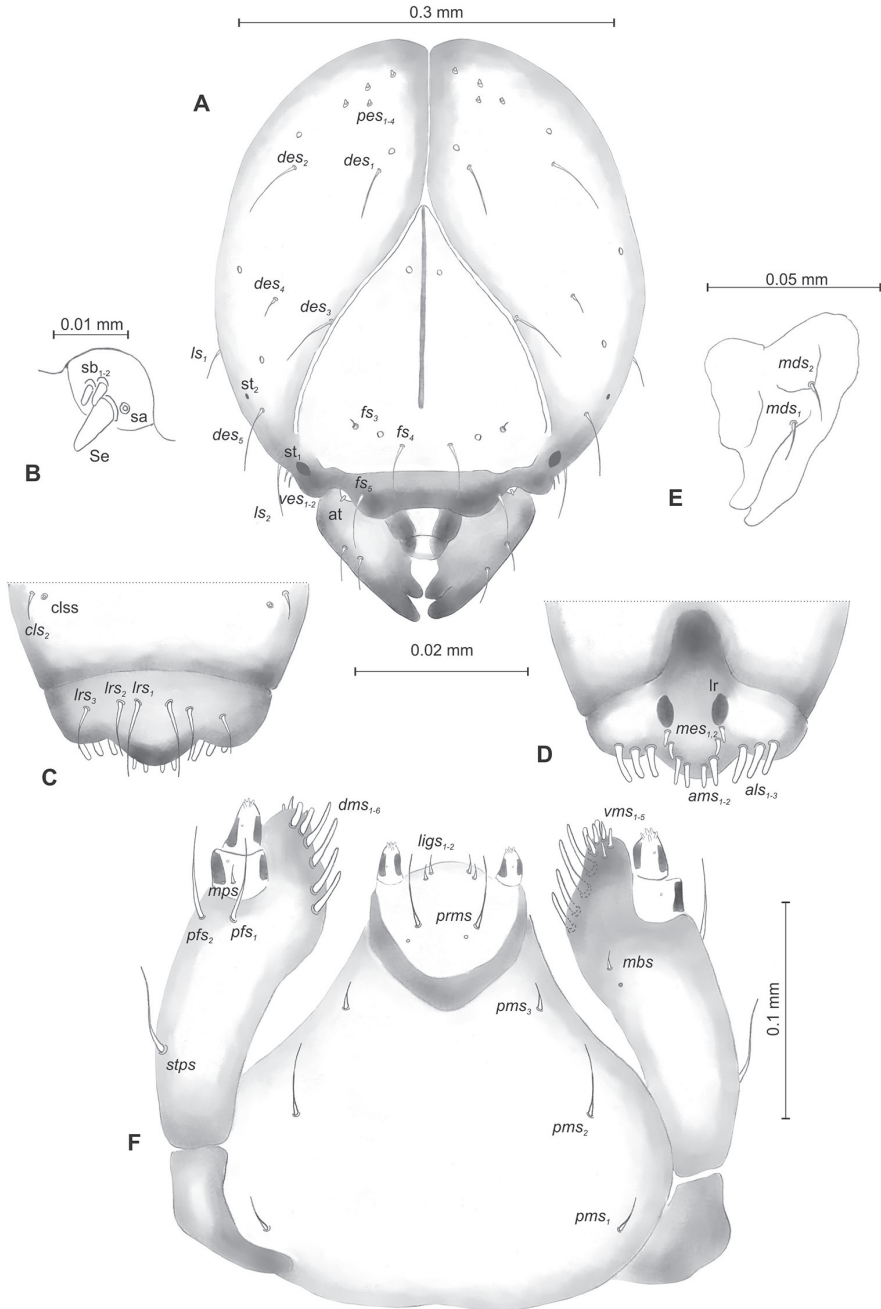 0.3 mm
A
pes1-4
des2
des1
des4
des3
ls1
st2
des5
fs3
fs4
st1
fs5
ls2
ves1-2
at
0.01 mm
sb1-2
sa
Se
B
0.05 mm
mds2
mds1
E
clss
cls2
lrs3
lrs2
lrs1
C
0.02 mm
lr
mes1,2
D
ams1-2
als1-3
dms1-6
ligs1-2
vms1-5
mps
pfs2
pfs1
prms
mbs
pms3
stps
pms2
F
pms1
0.1 mm